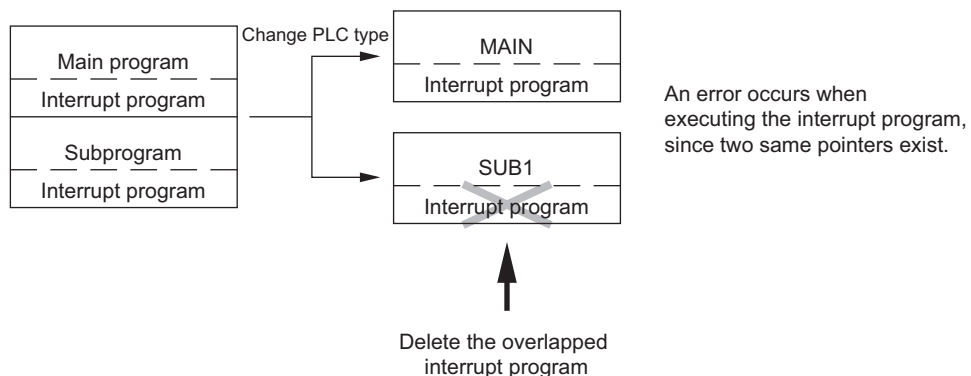 Main program
Interrupt program
Subprogram
Interrupt program
Change PLC type
MAIN
Interrupt program
SUB1
Interrupt program
An error occurs when
executing the interrupt program,
since two same pointers exist.
Delete the overlapped
interrupt program